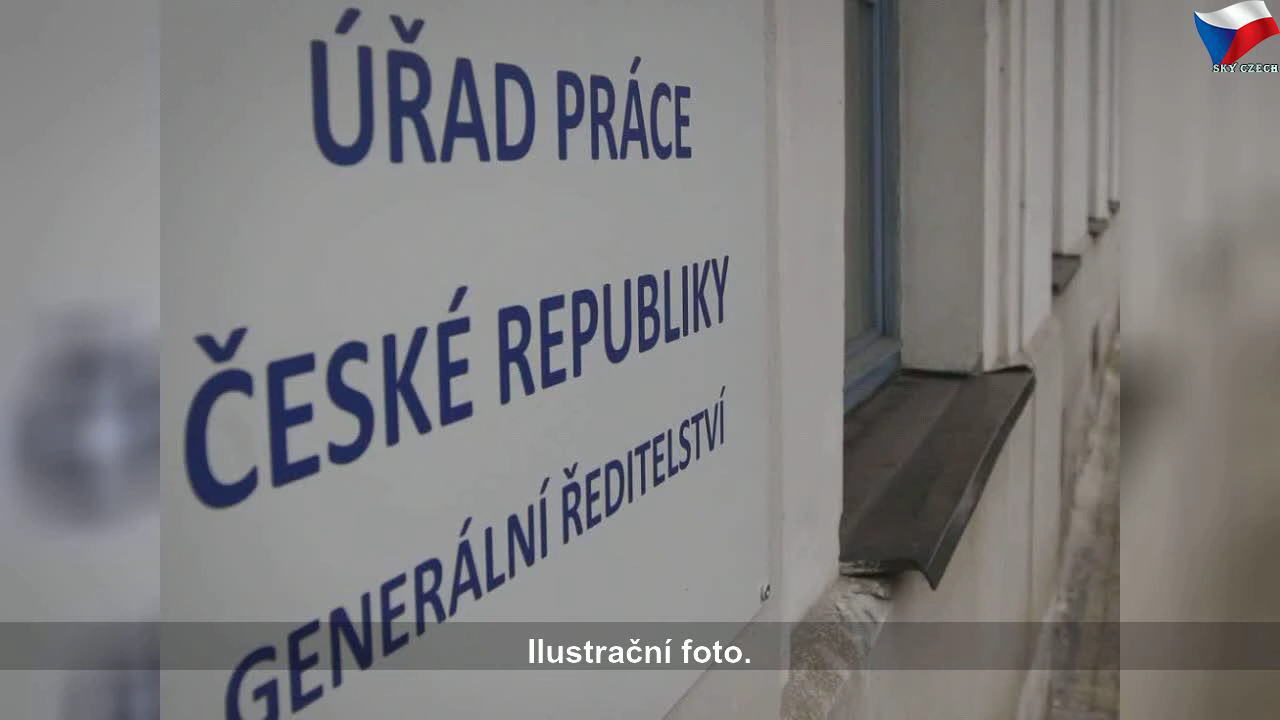 SKY CZECH
ÚŘAD PRÁCE
ČESKÉ REPUBLIKY
GENERÁLNÍ ŘEDITELSTVÍ
Ilustrační foto.